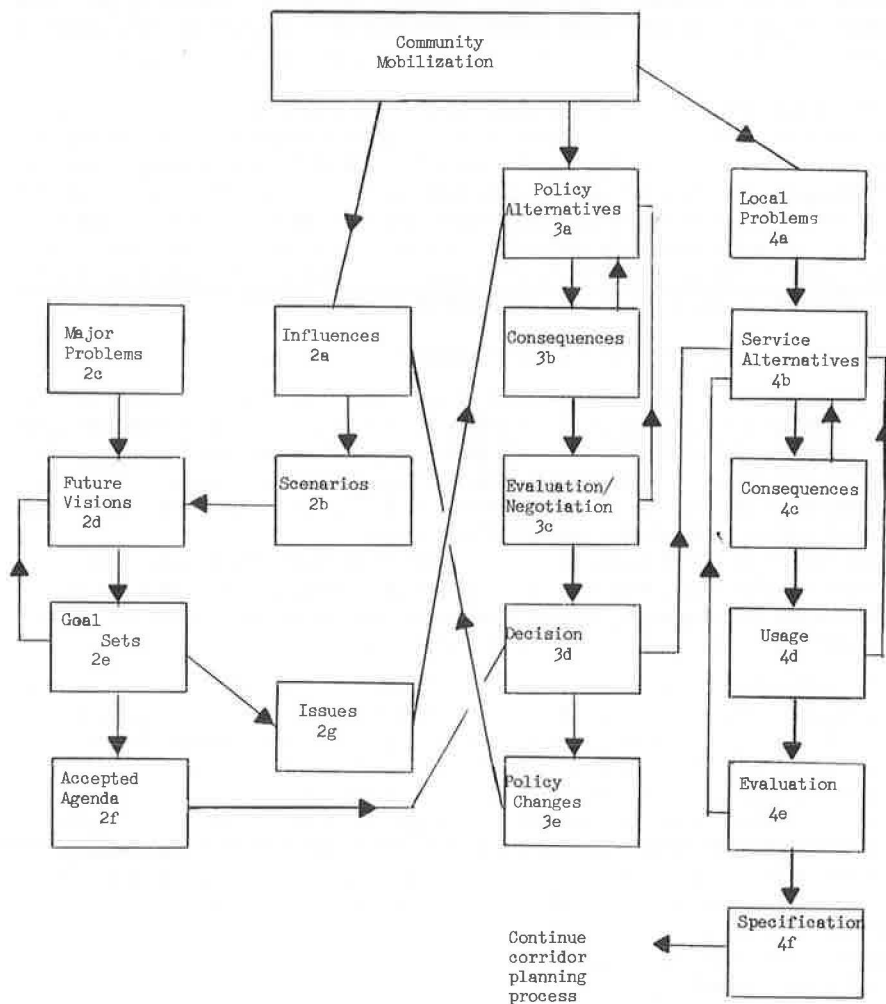 Community
Mobilization
Policy
Alternatives
3a
Local
Problems
4a
Major
Problems
2c
Influences
2a
Consequences
3b
Service
Alternatives
4b
Future
Visions
2d
Scenarios
2b
Evaluation/
Negotiation
3c
Consequences
4c
Goal
Sets
2e
Issues
2g
Decision
3d
Usage
4d
Accepted
Agenda
2f
Policy
Changes
3e
Evaluation
4e
Continue
corridor
planning
process
Specification
4f